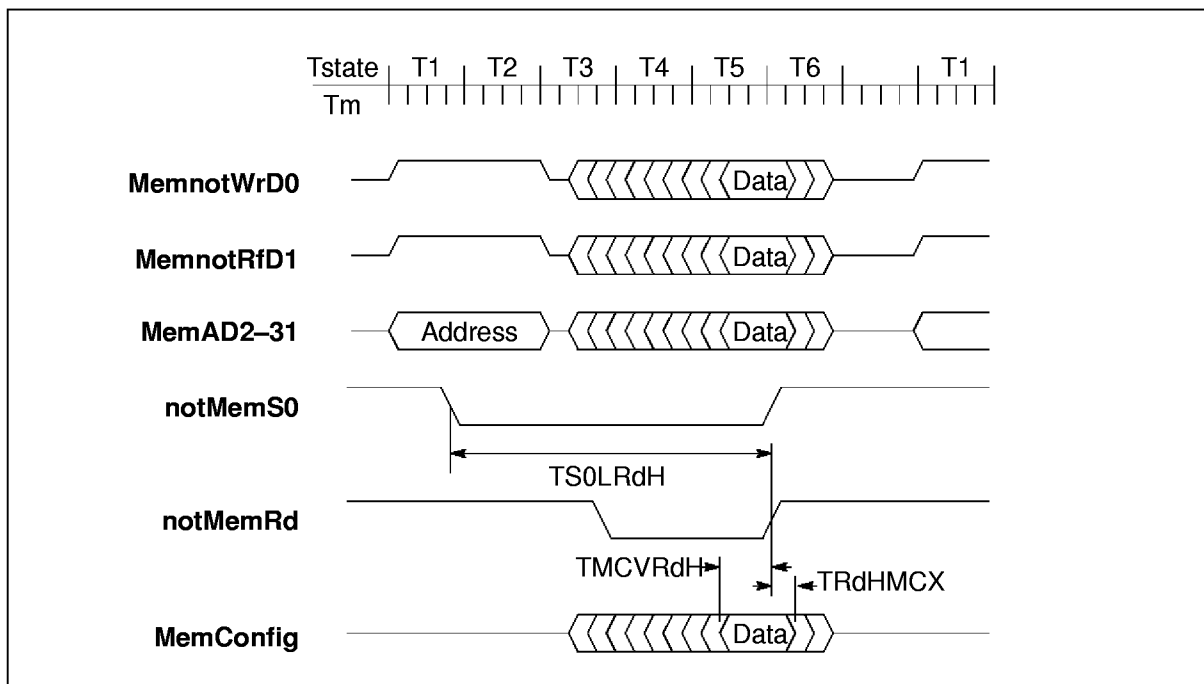 Tstate T1 T2 T3 T4 T5 T6 T1
Tm
MemnotWrD0 Data
MemnotRfD1 Data
MemAD2–31 Address Data
notMemS0
TS0LRdH
notMemRd
TMCVRdH TRdHMCX
MemConfig Data